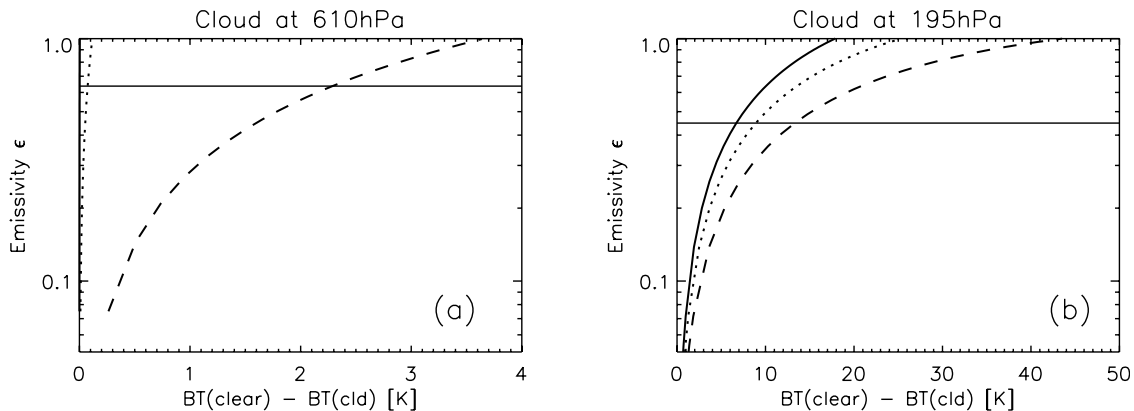 Cloud at 610hPa
1.0
0.1
Emissivity ε
(a)
0 1 2 3 4
BT(clear) − BT(cld) [K]
Cloud at 195hPa
1.0
0.1
Emissivity ε
(b)
0 10 20 30 40 50
BT(clear) − BT(cld) [K]